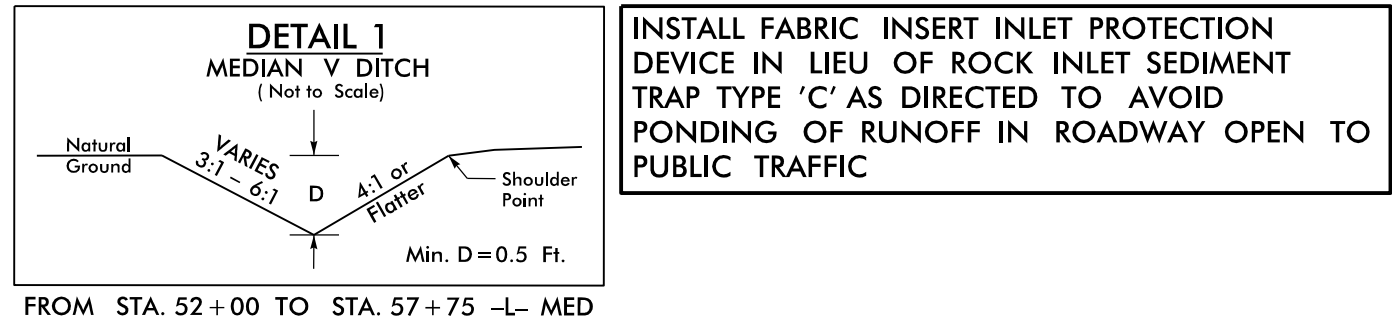 DETAIL 1
MEDIAN V DITCH
( Not to Scale)
Natural
Ground
VARIES
3:1 – 6:1
D
4:1 or
Flatter
Shoulder
Point
Min. D=0.5 Ft.
FROM STA. 52+00 TO STA. 57+75 –L– MED
INSTALL FABRIC INSERT INLET PROTECTION
DEVICE IN LIEU OF ROCK INLET SEDIMENT
TRAP TYPE 'C' AS DIRECTED TO AVOID
PONDING OF RUNOFF IN ROADWAY OPEN TO
PUBLIC TRAFFIC